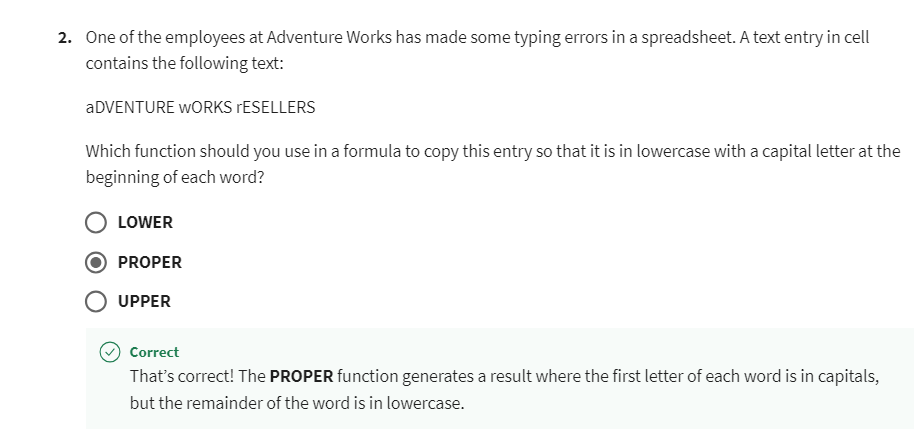 2. One of the employees at Adventure Works has made some typing errors in a spreadsheet. A text entry in cell
contains the following text:
aDVENTURE wORKS rESELLERS
Which function should you use in a formula to copy this entry so that it is in lowercase with a capital letter at the
beginning of each word?
LOWER
PROPER
UPPER
Correct
That's correct! The PROPER function generates a result where the first letter of each word is in capitals,
but the remainder of the word is in lowercase.